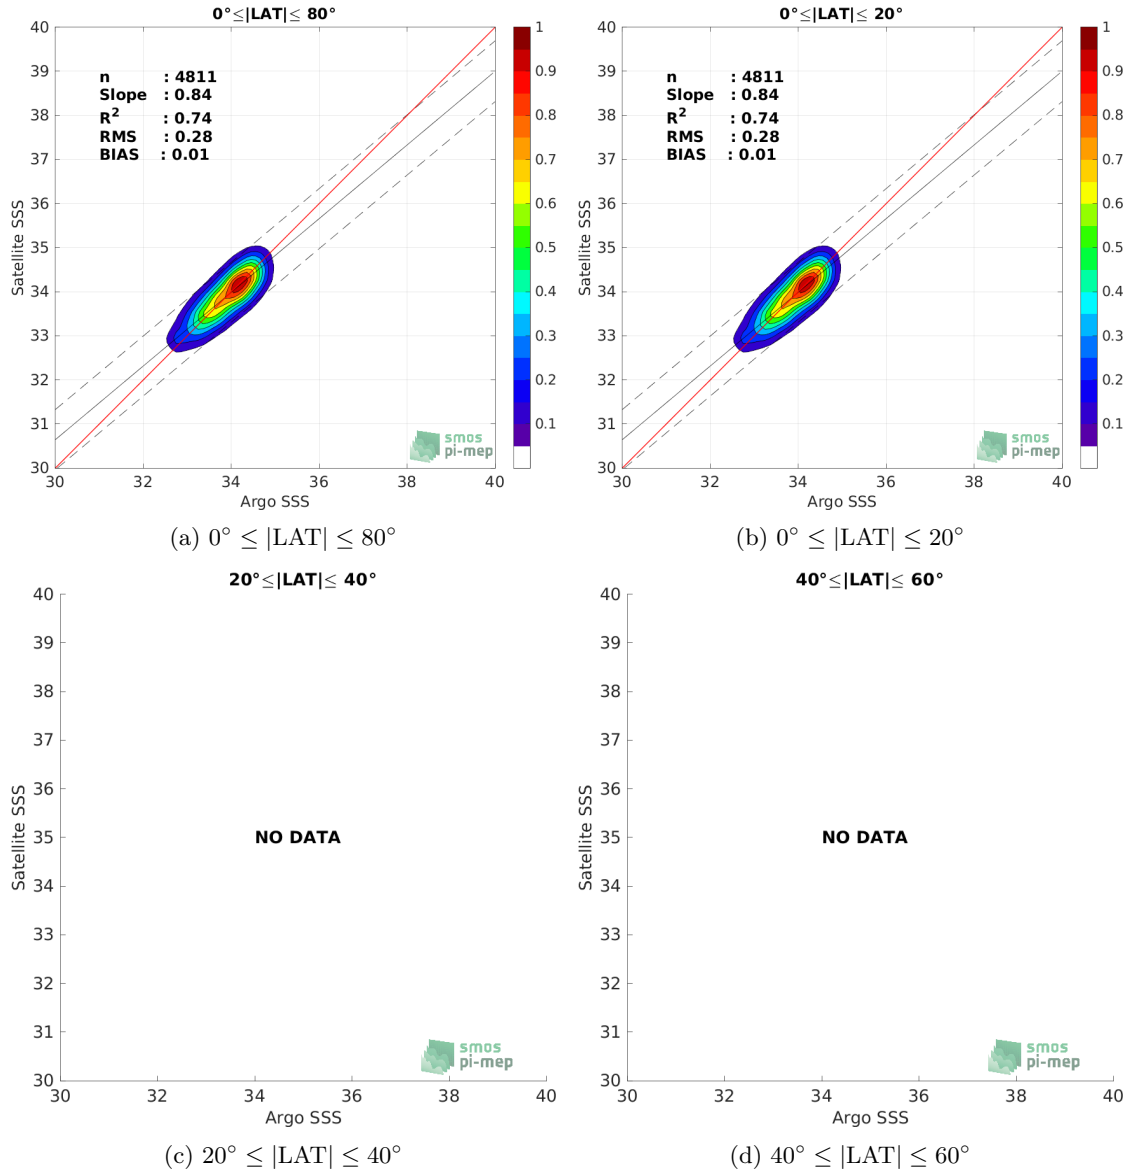 0°≤|LAT|≤ 80°
40
39
38
37
36
35
34
33
32
31
30
Satellite SSS
n : 4811
Slope : 0.84
R² : 0.74
RMS : 0.28
BIAS : 0.01
smos
pi-mep
30 32 34 36 38 40
Argo SSS
1
0.9
0.8
0.7
0.6
0.5
0.4
0.3
0.2
0.1
(a) 0° ≤ |LAT| ≤ 80°
0°≤|LAT|≤ 20°
40
39
38
37
36
35
34
33
32
31
30
Satellite SSS
n : 4811
Slope : 0.84
R² : 0.74
RMS : 0.28
BIAS : 0.01
smos
pi-mep
30 32 34 36 38 40
Argo SSS
1
0.9
0.8
0.7
0.6
0.5
0.4
0.3
0.2
0.1
(b) 0° ≤ |LAT| ≤ 20°
20°≤|LAT|≤ 40°
40
39
38
37
36
35
34
33
32
31
30
Satellite SSS
NO DATA
smos
pi-mep
30 32 34 36 38 40
Argo SSS
(c) 20° ≤ |LAT| ≤ 40°
40°≤|LAT|≤ 60°
40
39
38
37
36
35
34
33
32
31
30
Satellite SSS
NO DATA
smos
pi-mep
30 32 34 36 38 40
Argo SSS
(d) 40° ≤ |LAT| ≤ 60°